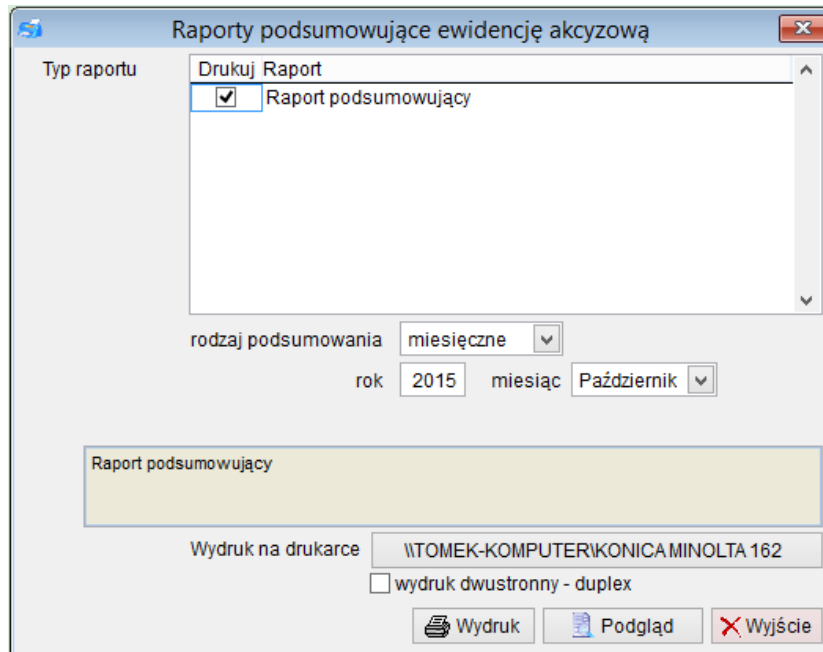 Raporty podsumowujące ewidencję akcyzową
Typ raportu
Drukuj Raport
Raport podsumowujący
rodzaj podsumowania miesięczne
rok 2015 miesiąc Październik
Raport podsumowujący
Wydruk na drukarce \\TOMEK-KOMPUTER\KONICA MINOLTA 162
wydruk dwustronny - duplex
Wydruk Podgląd Wyjście